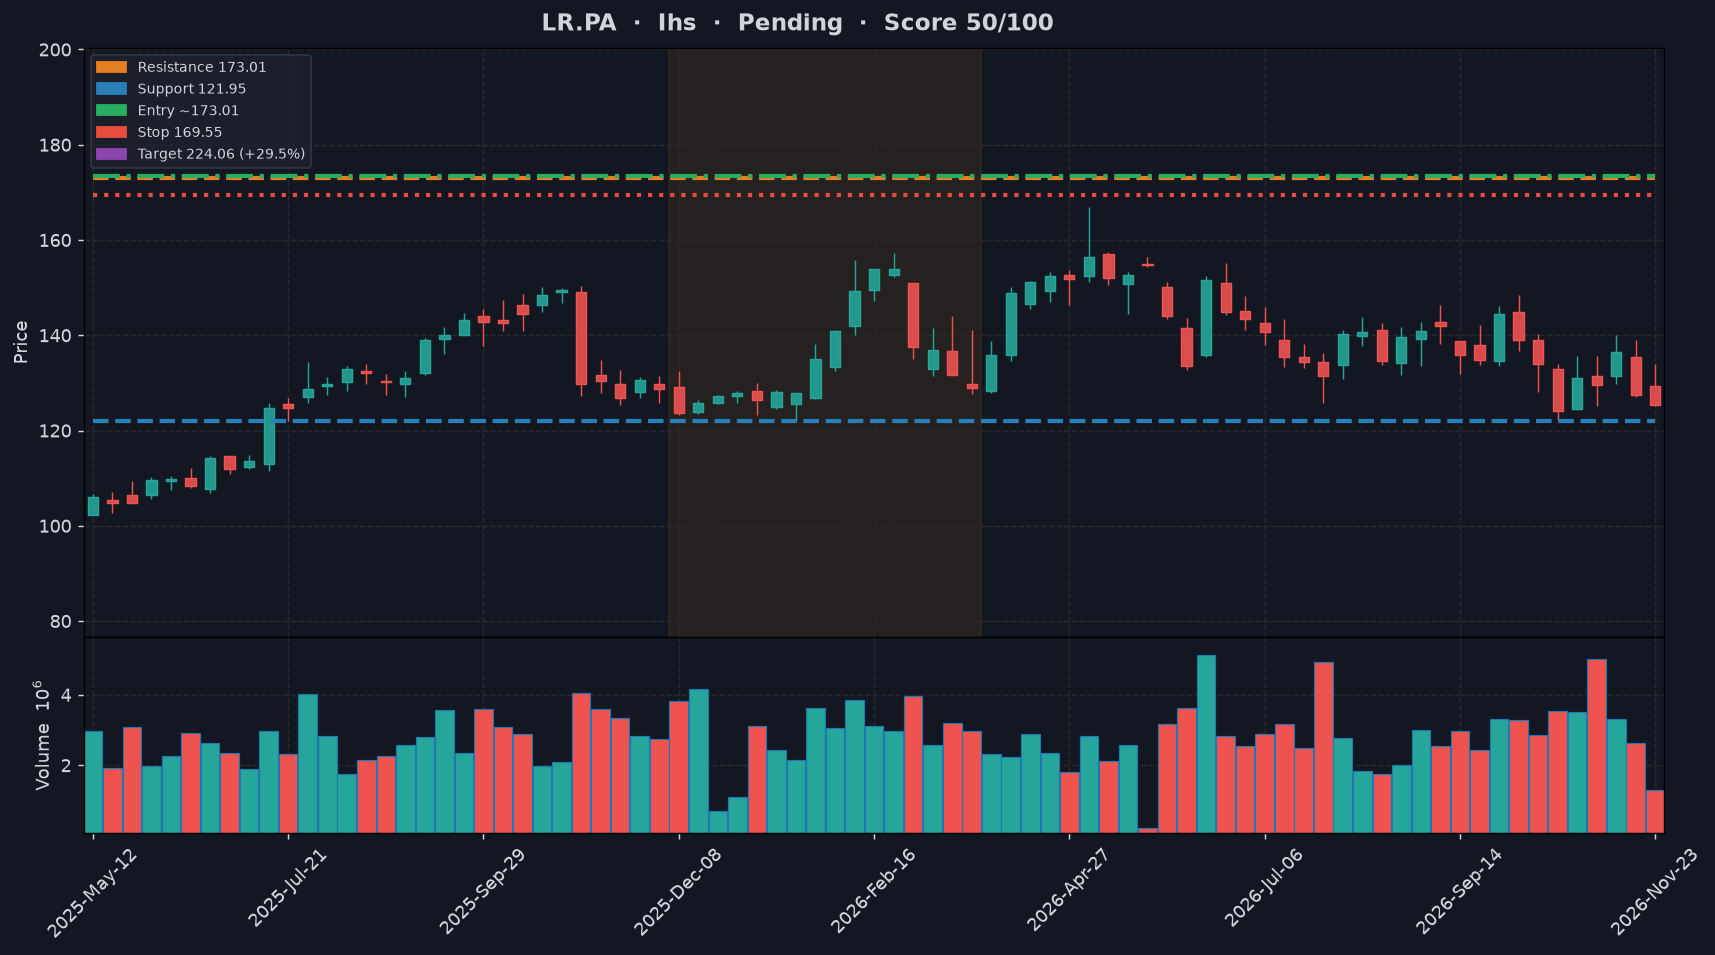 LR.PA · Ihs · Pending · Score 50/100
Resistance 173.01
Support 121.95
Entry ~173.01
Stop 169.55
Target 224.06 (+29.5%)
Price
200
180
160
140
120
100
80
Volume 10^6
4
2
2025-May-12
2025-Jul-21
2025-Sep-29
2025-Dec-08
2026-Feb-16
2026-Apr-27
2026-Jul-06
2026-Sep-14
2026-Nov-23